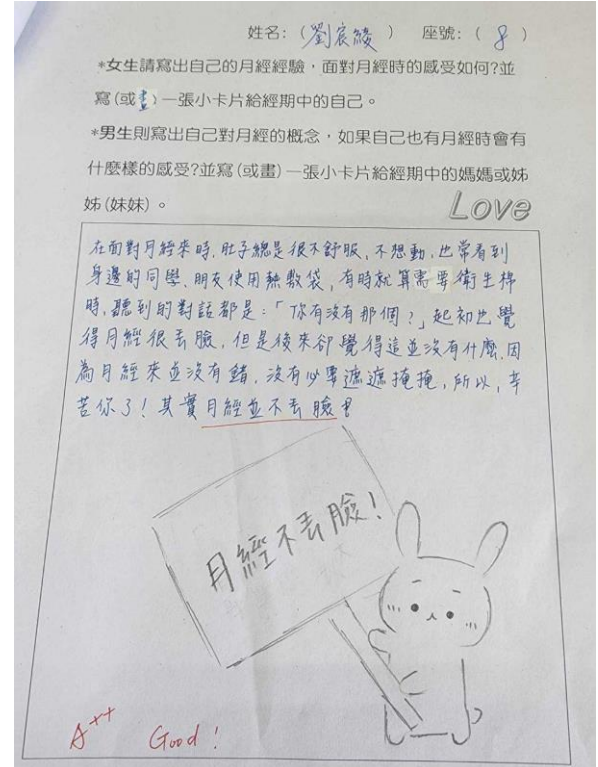 姓名:（劉宸綾） 座號:（8）
*女生請寫出自己的月經經驗，面對月經時的感受如何?並
寫(或畫)一張小卡片給經期中的自己。
*男生則寫出自己對月經的概念，如果自己也有月經時會有
什麼樣的感受?並寫(或畫)一張小卡片給經期中的媽媽或姊
姊(妹妹)。
Love
在面對月經來時，肚子總是很不舒服，不想動，也常看到
身邊的同學、朋友使用熱敷袋，有時就算需要衛生棉
時，聽到的對話都是：「你有沒有那個？」起初也覺
得月經很丟臉，但是後來卻覺得這並沒有什麼，因
為月經來並沒有錯，沒有必要遮遮掩掩，所以，辛
苦你了！其實月經並不丟臉！
月經不丟臉！
A++ Good！